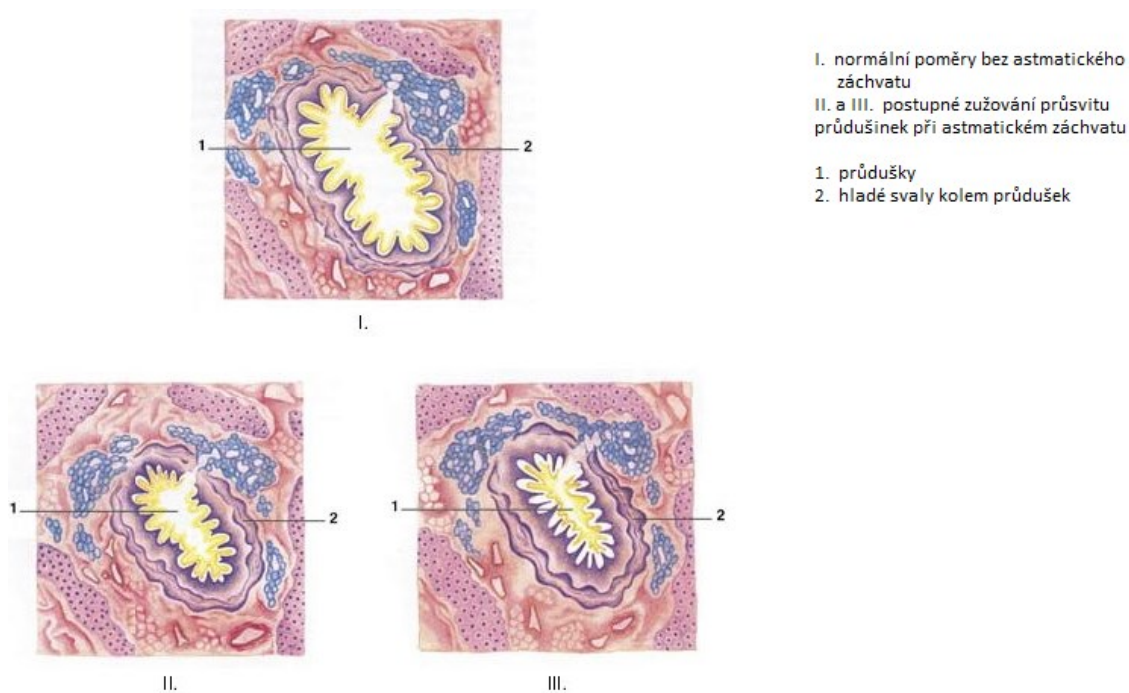 1
2
I.
I. normální poměry bez astmatického
záchvatu
II. a III. postupné zužování průsvitu
průdušinek při astmatickém záchvatu
1. průdušky
2. hladé svaly kolem průdušek
1
2
II.
1
2
III.